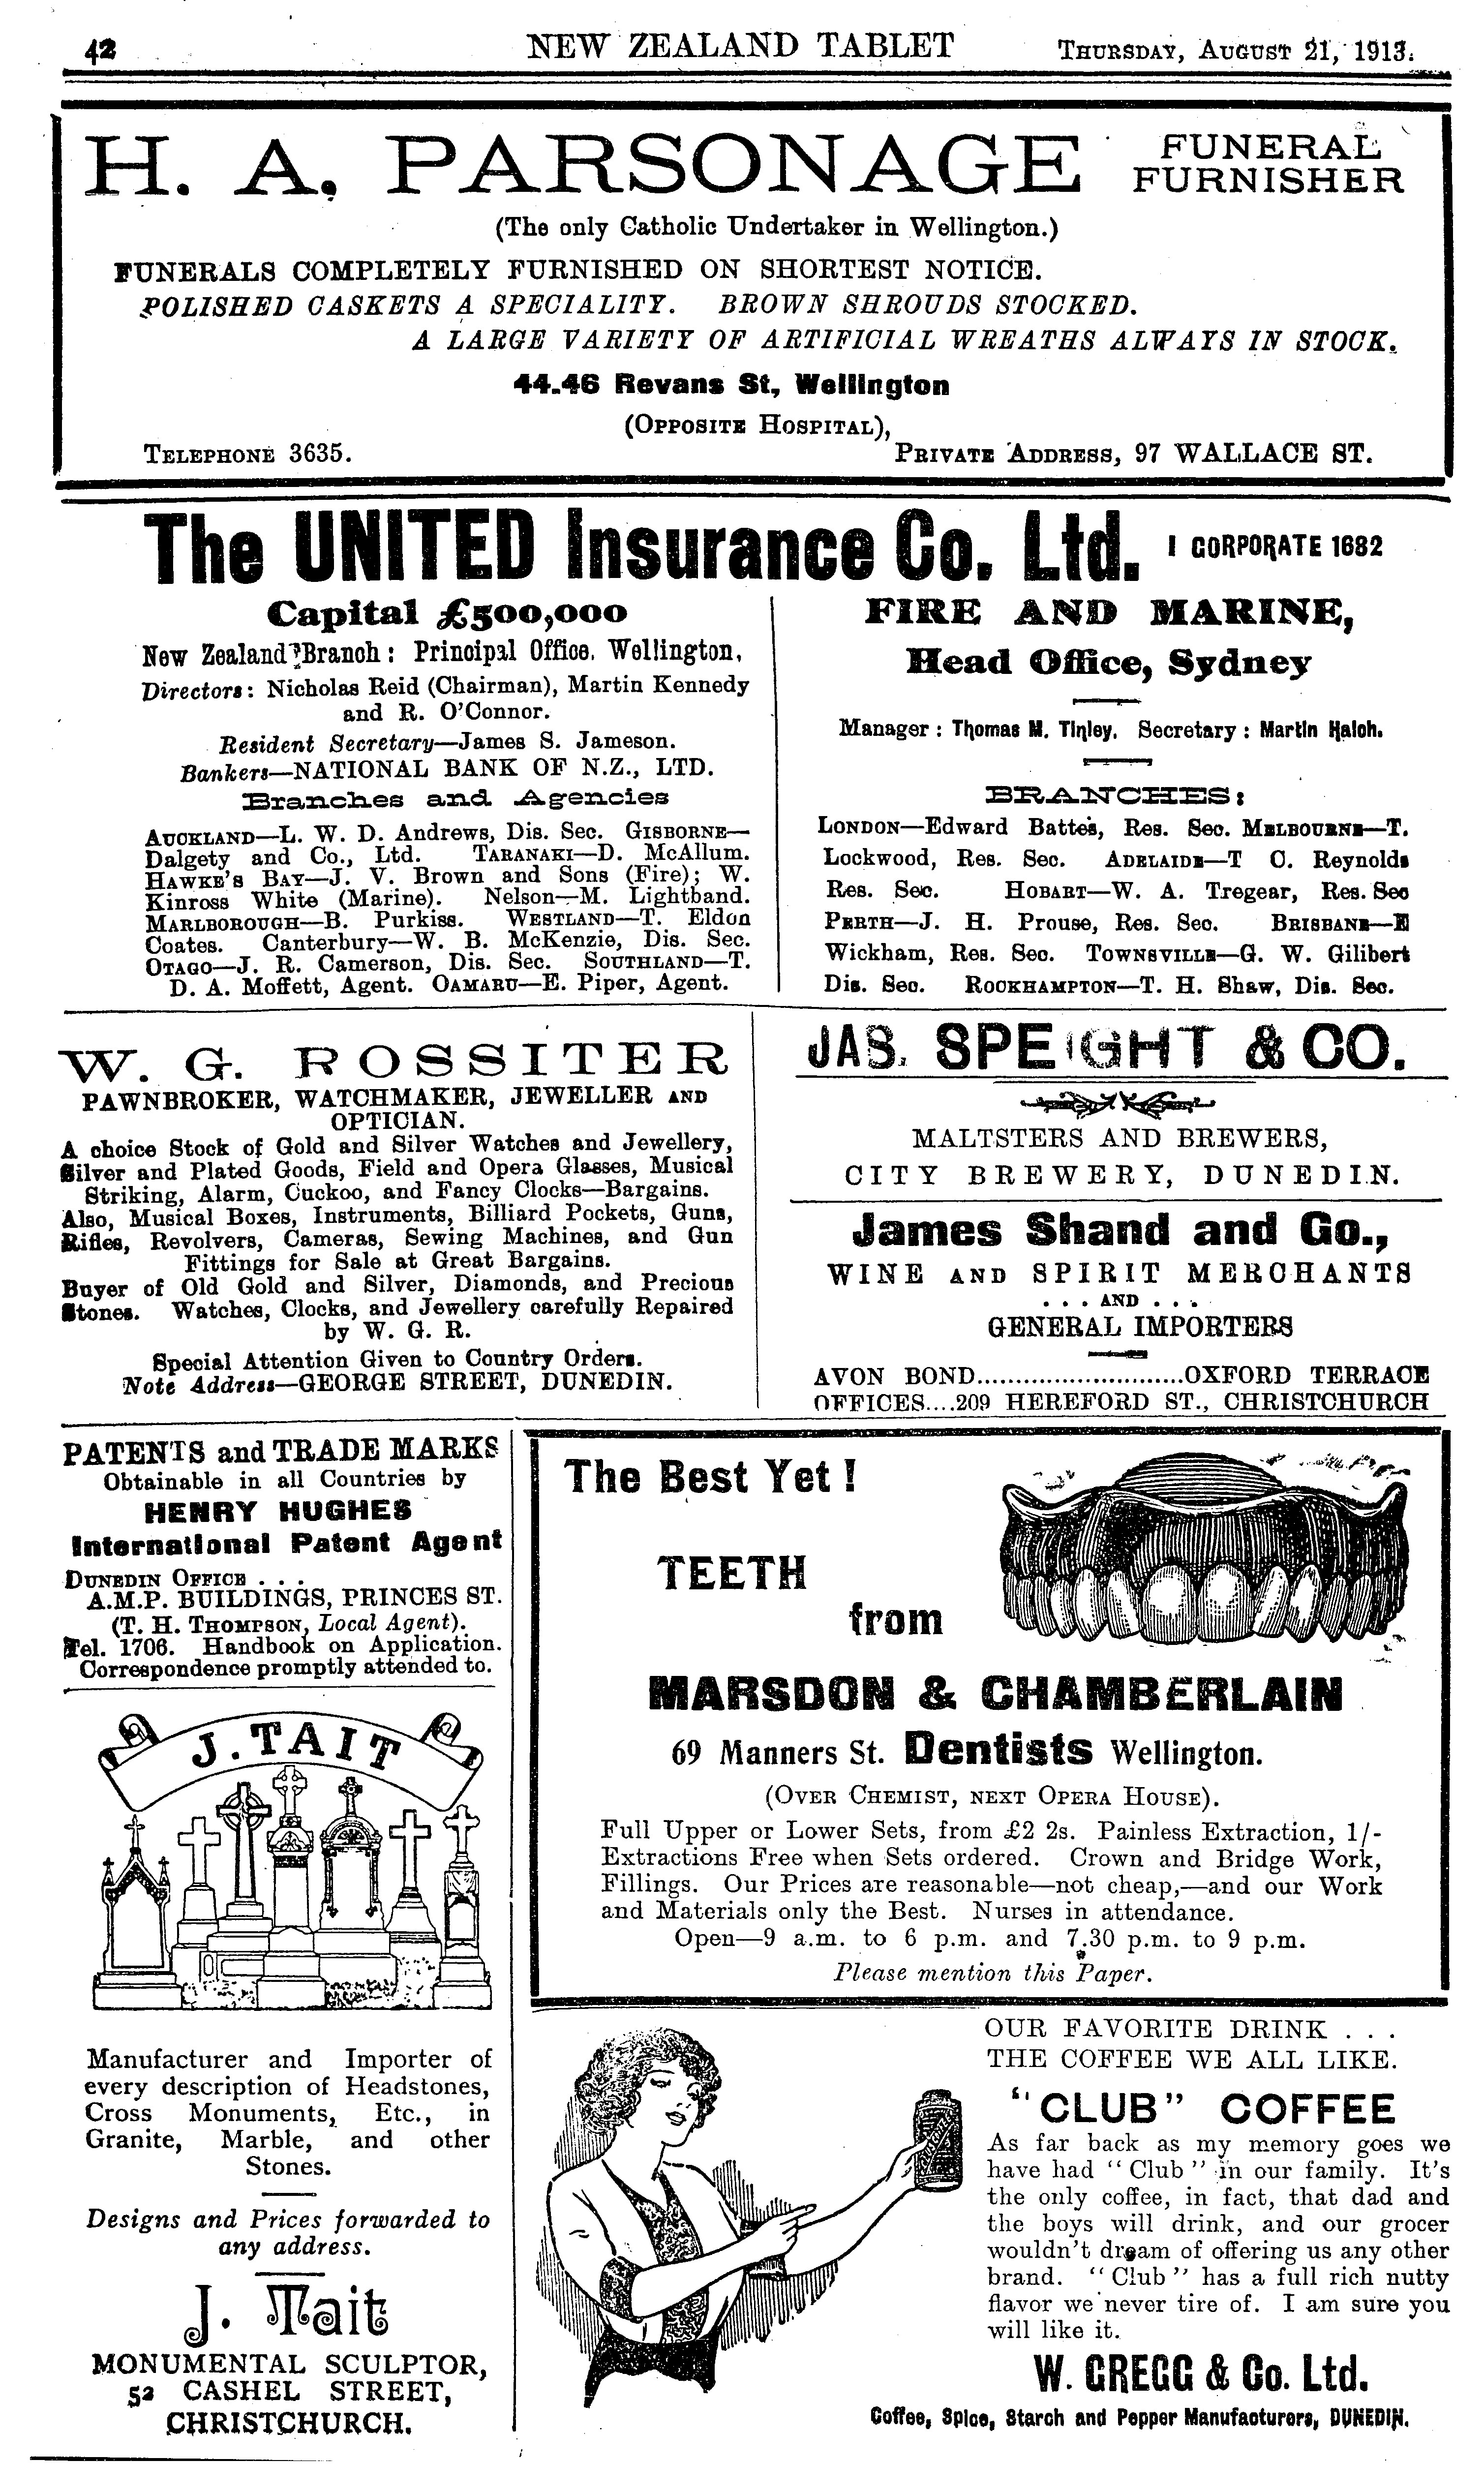 42
NEW ZEALAND TABLET
THURSDAY, AUGUST 21, 1913.
H. A. PARSONAGE
FUNERAL
FURNISHER
(The only Catholic Undertaker in Wellington.)
FUNERALS COMPLETELY FURNISHED ON SHORTEST NOTICE.
POLISHED CASKETS A SPECIALITY. BROWN SHROUDS STOCKED.
A LARGE VARIETY OF ARTIFICIAL WREATHS ALWAYS IN STOCK.
44.46 Revans St, Wellington
(OPPOSITE HOSPITAL),
TELEPHONE 3635.
PRIVATE ADDRESS, 97 WALLACE ST.
The UNITED Insurance Co. Ltd. I CORPORATE 1682
Capital £500,000
New Zealand Branch: Principal Office, Wellington.
Directors: Nicholas Reid (Chairman), Martin Kennedy
and R. O'Connor.
Resident Secretary—James S. Jameson.
Bankers—NATIONAL BANK OF N.Z., LTD.
Branches and Agencies
AUCKLAND—L. W. D. Andrews, Dis. Sec. GISBORNE—
Dalgety and Co., Ltd. TARANAKI—D. McAllum.
HAWKE'S BAY—J. V. Brown and Sons (Fire); W.
Kinross White (Marine). Nelson—M. Lightband.
MARLBOROUGH—B. Purkiss. WESTLAND—T. Eldon
Coates. Canterbury—W. B. McKenzie, Dis. Sec.
OTAGO—J. R. Camerson, Dis. Sec. SOUTHLAND—T.
D. A. Moffett, Agent. OAMARU—E. Piper, Agent.
FIRE AND MARINE,
Head Office, Sydney
Manager: Thomas M. Tinley. Secretary: Martin Haloh.
BRANCHES:
LONDON—Edward Battes, Res. Sec. MELBOURNE—T.
Lockwood, Res. Sec. ADELAIDE—T C. Reynolds
Res. Sec. HOBART—W. A. Tregear, Res. Sec
PERTH—J. H. Prouse, Res. Sec. BRISBANE—E
Wickham, Res. Sec. TOWNSVILLE—G. W. Gilibert
Dis. Sec. ROCKHAMPTON—T. H. Shaw, Dis. Sec.
W. G. ROSSITER
PAWNBROKER, WATCHMAKER, JEWELLER AND
OPTICIAN.
A choice Stock of Gold and Silver Watches and Jewellery,
Silver and Plated Goods, Field and Opera Glasses, Musical
Striking, Alarm, Cuckoo, and Fancy Clocks—Bargains.
Also, Musical Boxes, Instruments, Billiard Pockets, Guns,
Rifles, Revolvers, Cameras, Sewing Machines, and Gun
Fittings for Sale at Great Bargains.
Buyer of Old Gold and Silver, Diamonds, and Precious
Stones. Watches, Clocks, and Jewellery carefully Repaired
by W. G. R.
Special Attention Given to Country Orders.
Note Address—GEORGE STREET, DUNEDIN.
JAS. SPEIGHT & CO.
MALTSTERS AND BREWERS,
CITY BREWERY, DUNEDIN.
James Shand and Co.,
WINE AND SPIRIT MERCHANTS
. . . AND . . .
GENERAL IMPORTERS
AVON BOND...........................OXFORD TERRACE
OFFICES....209 HEREFORD ST., CHRISTCHURCH
PATENTS and TRADE MARKS
Obtainable in all Countries by
HENRY HUGHES
International Patent Agent
DUNEDIN OFFICE . . .
A.M.P. BUILDINGS, PRINCES ST.
(T. H. THOMPSON, Local Agent).
Tel. 1706. Handbook on Application.
Correspondence promptly attended to.
J. TAIT
Manufacturer and Importer of
every description of Headstones,
Cross Monuments, Etc., in
Granite, Marble, and other
Stones.
Designs and Prices forwarded to
any address.
J. Tait
MONUMENTAL SCULPTOR,
52 CASHEL STREET,
CHRISTCHURCH.
The Best Yet!
TEETH
from
MARSDON & CHAMBERLAIN
69 Manners St. Dentists Wellington.
(OVER CHEMIST, NEXT OPERA HOUSE).
Full Upper or Lower Sets, from £2 2s. Painless Extraction, 1/-
Extractions Free when Sets ordered. Crown and Bridge Work,
Fillings. Our Prices are reasonable—not cheap,—and our Work
and Materials only the Best. Nurses in attendance.
Open—9 a.m. to 6 p.m. and 7.30 p.m. to 9 p.m.
Please mention this Paper.
OUR FAVORITE DRINK . . .
THE COFFEE WE ALL LIKE.
"CLUB" COFFEE
As far back as my memory goes we
have had "Club" in our family. It's
the only coffee, in fact, that dad and
the boys will drink, and our grocer
wouldn't dream of offering us any other
brand. "Club" has a full rich nutty
flavor we never tire of. I am sure you
will like it.
W. GREGG & Co. Ltd.
Coffee, Spice, Starch and Pepper Manufacturers, DUNEDIN.